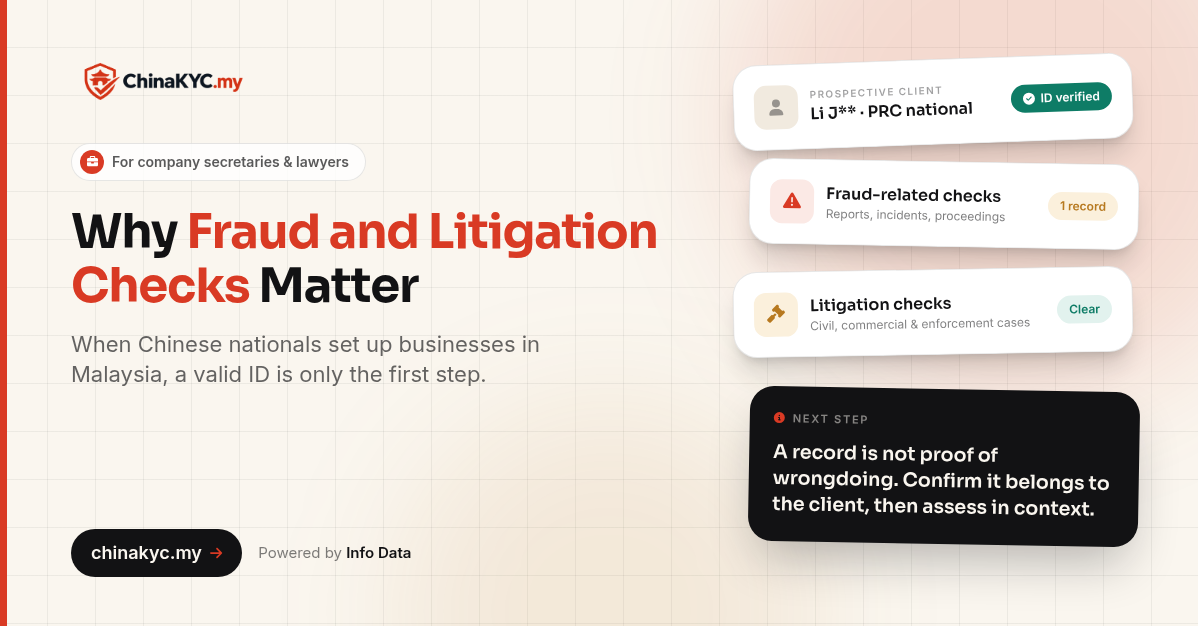 ChinaKYC.my
For company secretaries & lawyers
Why Fraud and Litigation
Checks Matter
When Chinese nationals set up businesses in
Malaysia, a valid ID is only the first step.
chinakyc.my →
Powered by Info Data
PROSPECTIVE CLIENT
Li J** · PRC national
ID verified
Fraud-related checks
Reports, incidents, proceedings
1 record
Litigation checks
Civil, commercial & enforcement cases
Clear
NEXT STEP
A record is not proof of
wrongdoing. Confirm it belongs to
the client, then assess in context.